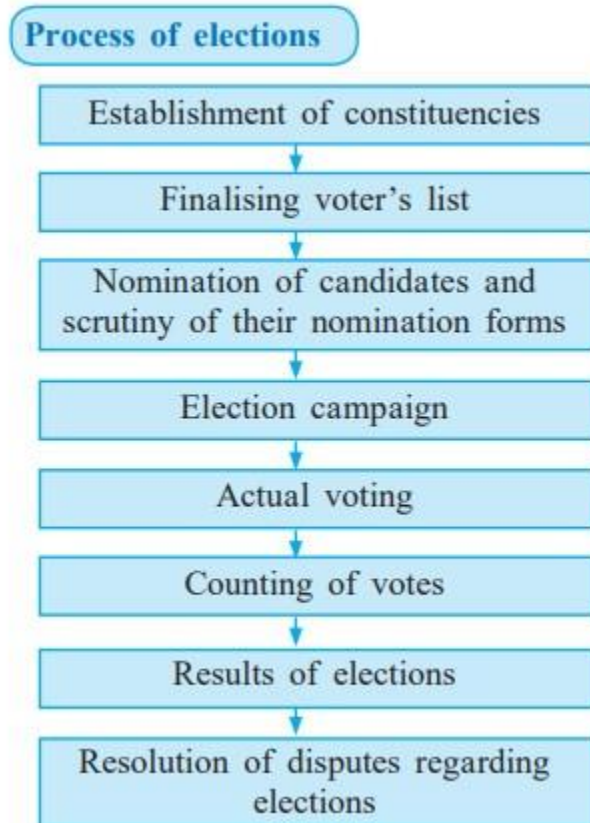 Process of elections
Establishment of constituencies
Finalising voter's list
Nomination of candidates and
scrutiny of their nomination forms
Election campaign
Actual voting
Counting of votes
Results of elections
Resolution of disputes regarding
elections